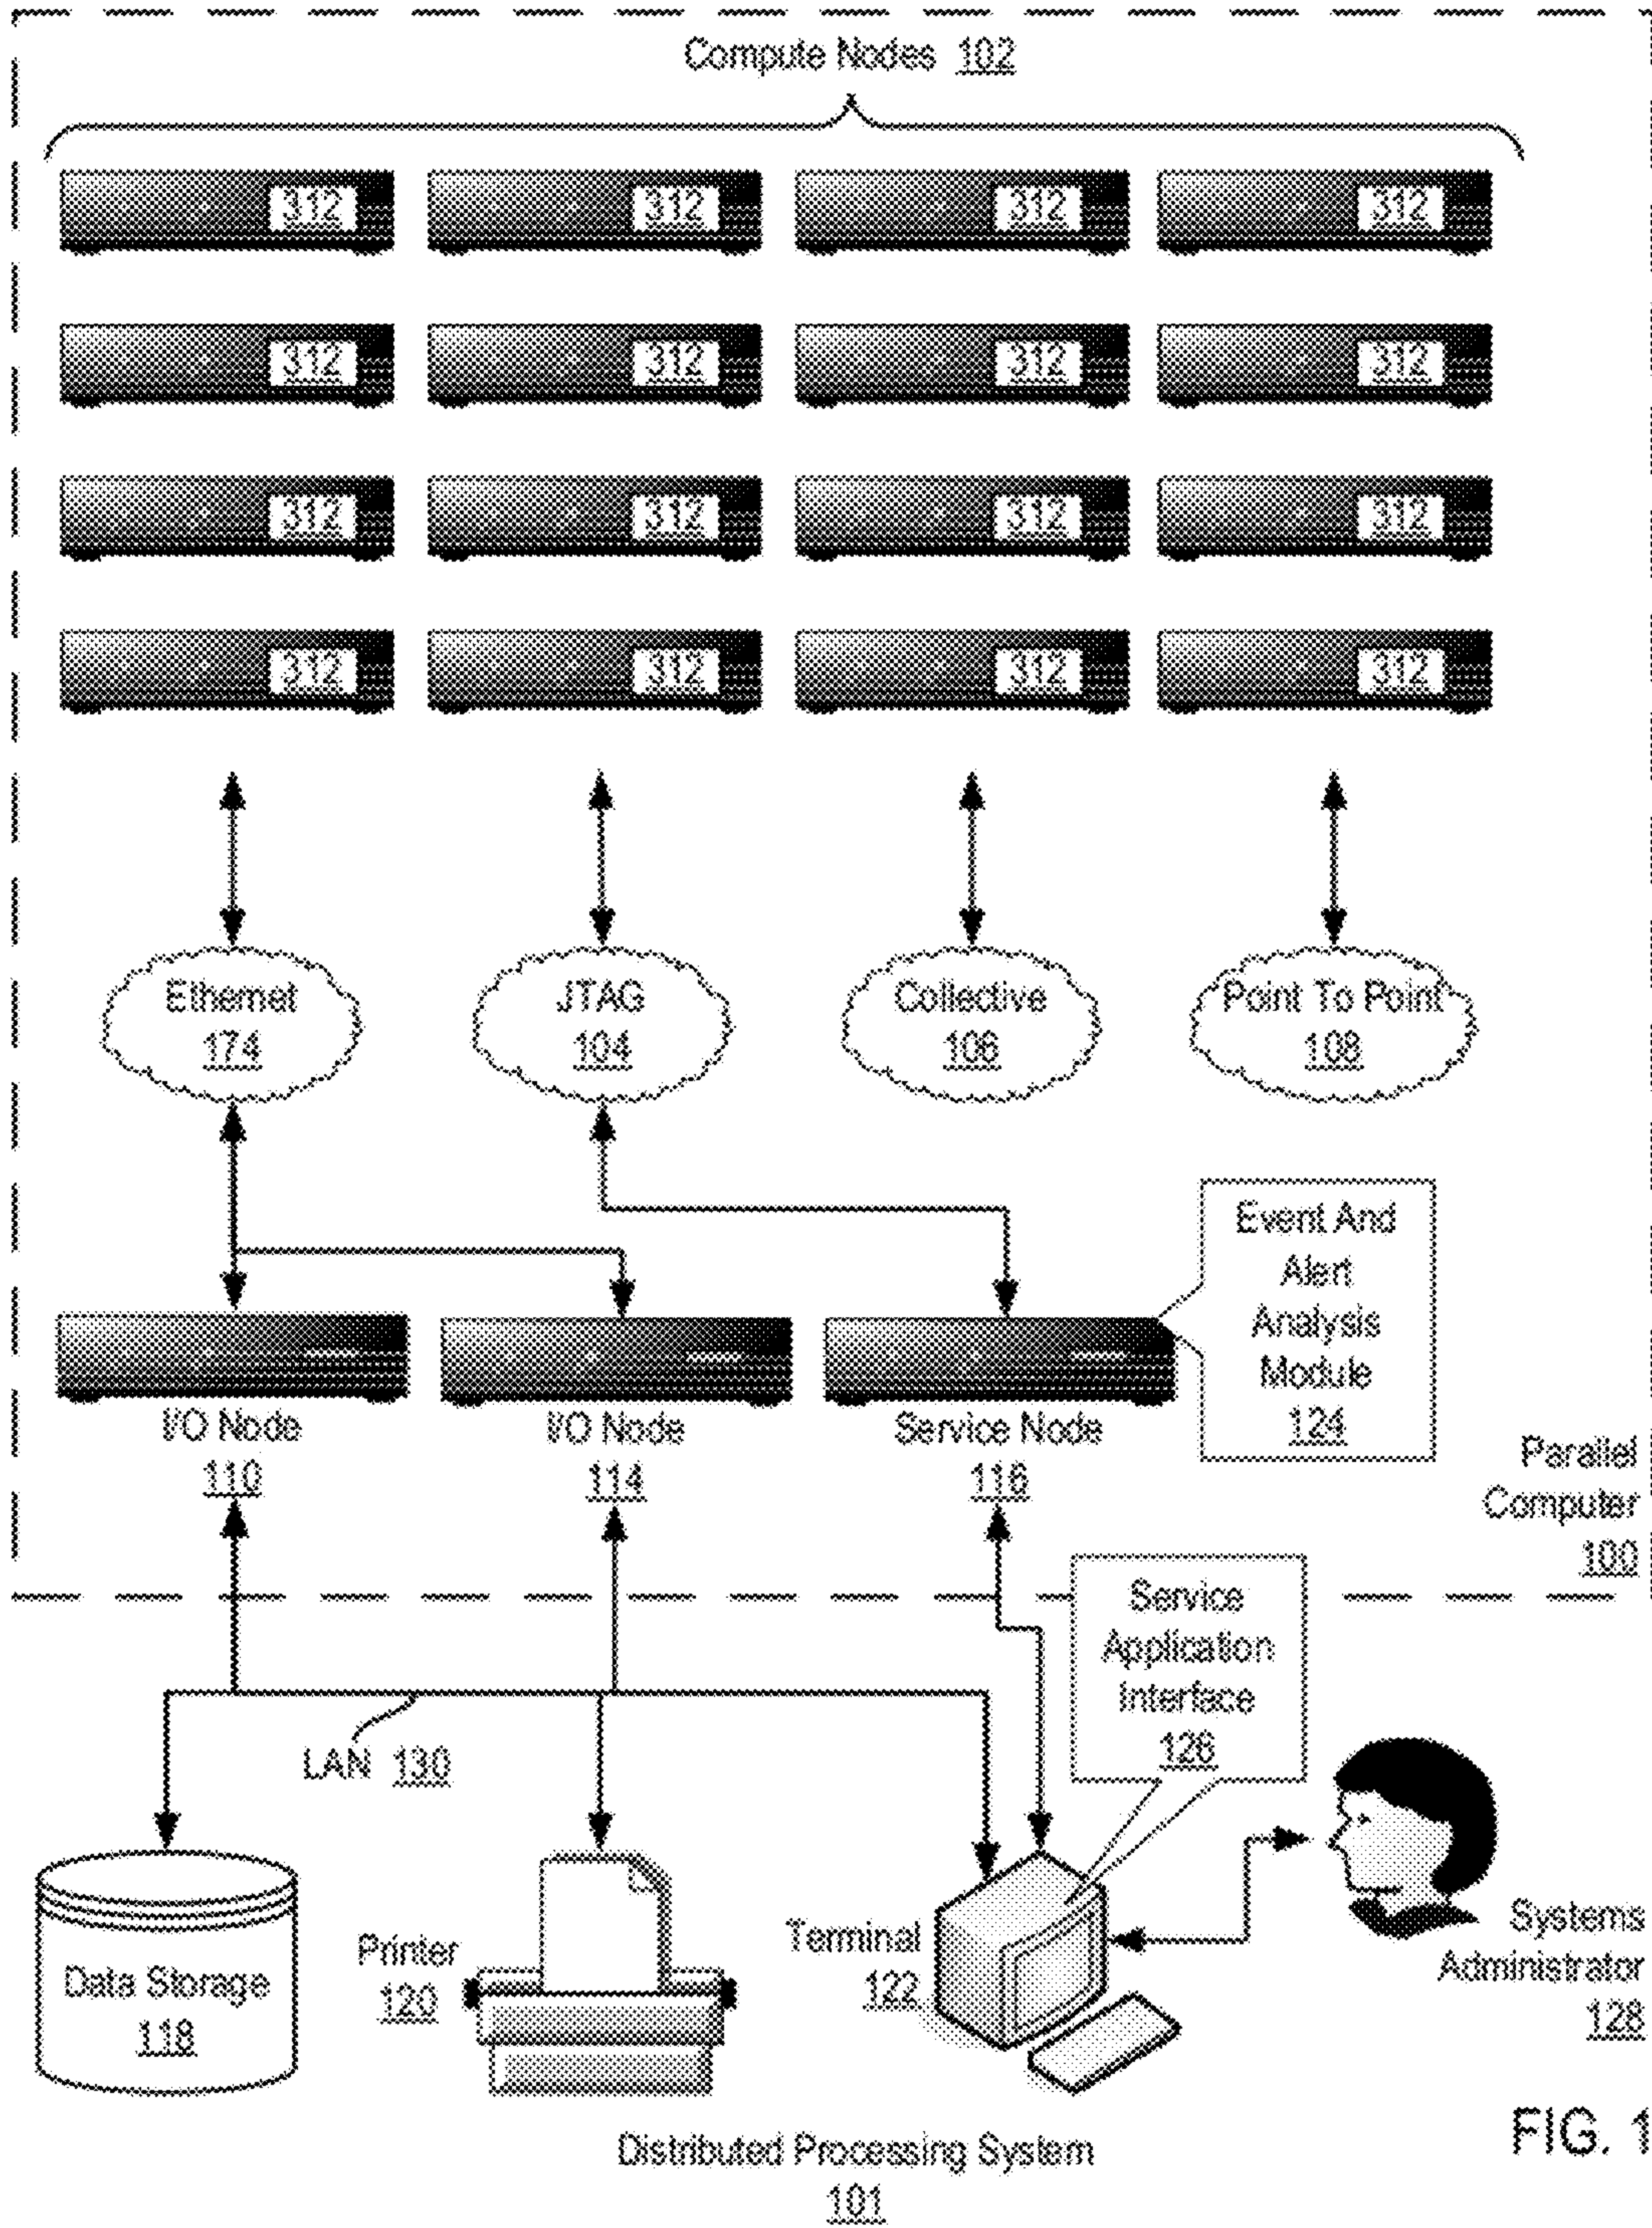 Compute Nodes 102
312 312 312 312
312 312 312 312
312 312 312 312
312 312 312 312
Ethernet
174
JTAG
104
Collective
106
Point To Point
108
Event And
Alert
Analysis
Module
124
I/O Node
110
I/O Node
114
Service Node
116
Parallel
Computer
100
Service
Application
Interface
126
LAN 130
Data Storage
118
Printer
120
Terminal
122
Systems
Administrator
128
Distributed Processing System
101
FIG. 1